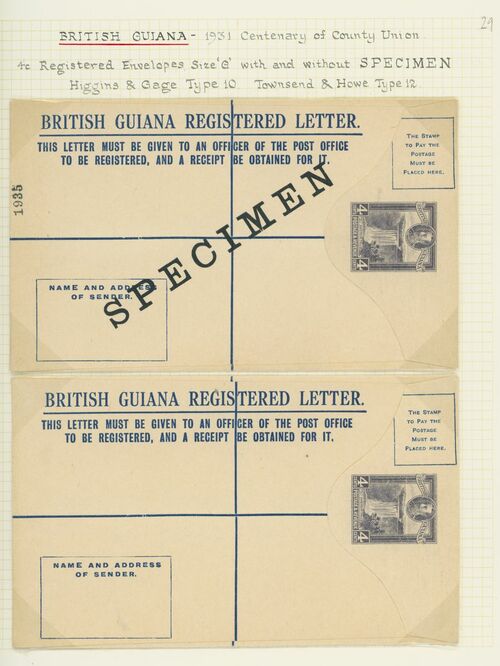 29
BRITISH GUIANA - 1931 Centenary of County Union
4c Registered Envelopes Size 'G' with and without SPECIMEN
Higgins & Gage Type 10. Townsend & Howe Type 12
BRITISH GUIANA REGISTERED LETTER.
THIS LETTER MUST BE GIVEN TO AN OFFICER OF THE POST OFFICE
TO BE REGISTERED, AND A RECEIPT BE OBTAINED FOR IT.
THE STAMP
TO PAY THE
POSTAGE
MUST BE
PLACED HERE.
1935
SPECIMEN
4
4
NAME AND ADDRESS
OF SENDER.
BRITISH GUIANA REGISTERED LETTER.
THIS LETTER MUST BE GIVEN TO AN OFFICER OF THE POST OFFICE
TO BE REGISTERED, AND A RECEIPT BE OBTAINED FOR IT.
THE STAMP
TO PAY THE
POSTAGE
MUST BE
PLACED HERE.
4
4
NAME AND ADDRESS
OF SENDER.